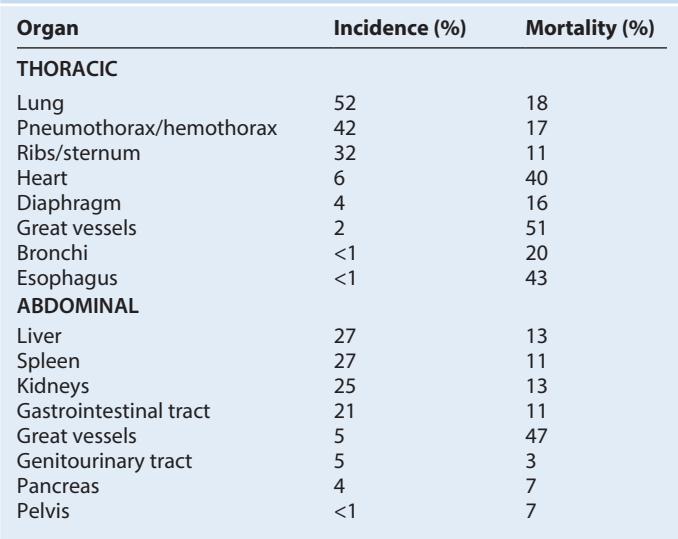 Organ Incidence (%) Mortality (%)
THORACIC
Lung 52 18
Pneumothorax/hemothorax 42 17
Ribs/sternum 32 11
Heart 6 40
Diaphragm 4 16
Great vessels 2 51
Bronchi <1 20
Esophagus <1 43
ABDOMINAL
Liver 27 13
Spleen 27 11
Kidneys 25 13
Gastrointestinal tract 21 11
Great vessels 5 47
Genitourinary tract 5 3
Pancreas 4 7
Pelvis <1 7